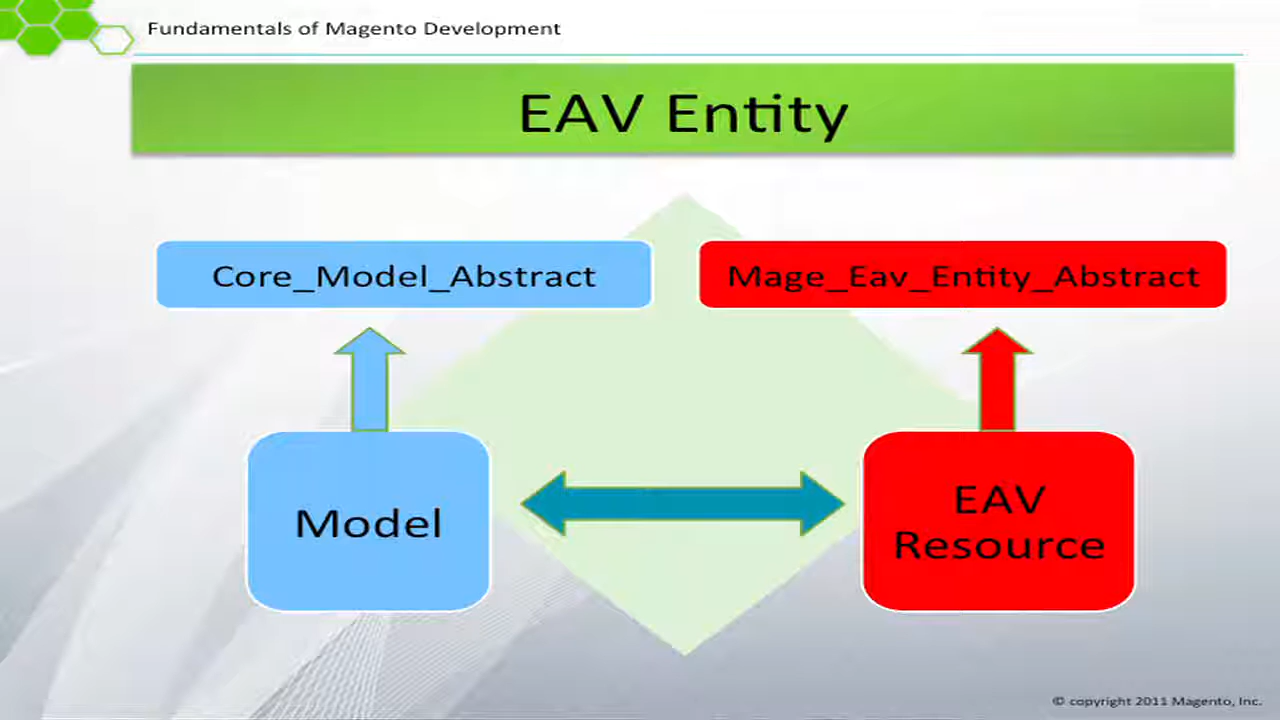 Fundamentals of Magento Development
EAV Entity
Core_Model_Abstract
Mage_Eav_Entity_Abstract
Model
EAV
Resource
© copyright 2011 Magento, Inc.